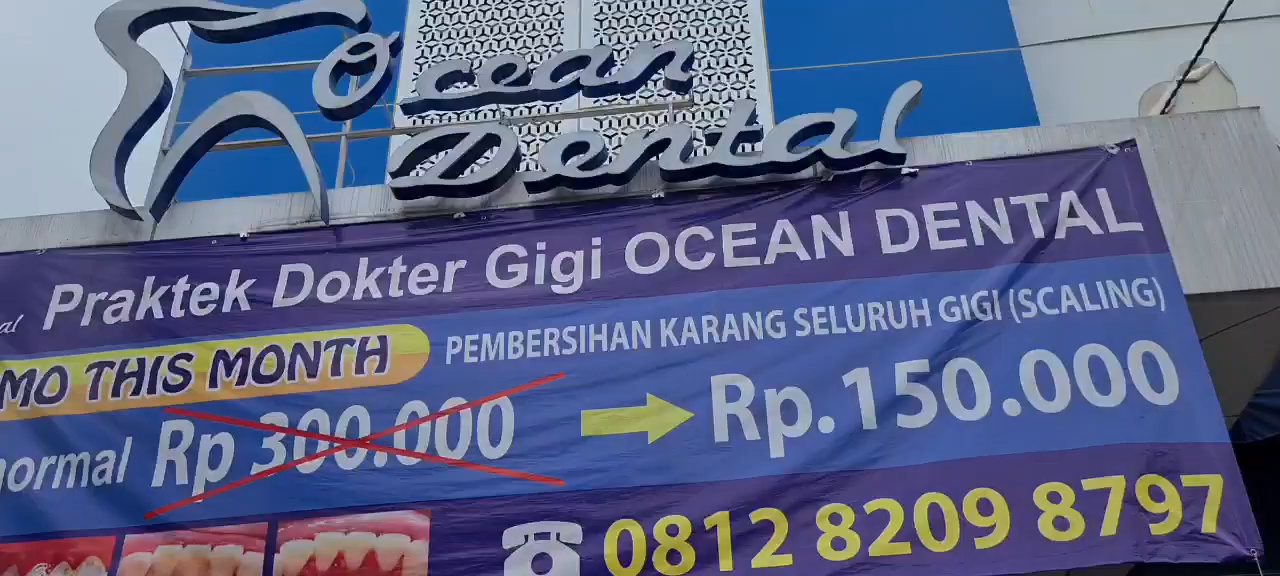 Ocean
Dental
al Praktek Dokter Gigi OCEAN DENTAL
MO THIS MONTH
PEMBERSIHAN KARANG SELURUH GIGI (SCALING)
normal Rp 300.000
Rp.150.000
0812 8209 8797